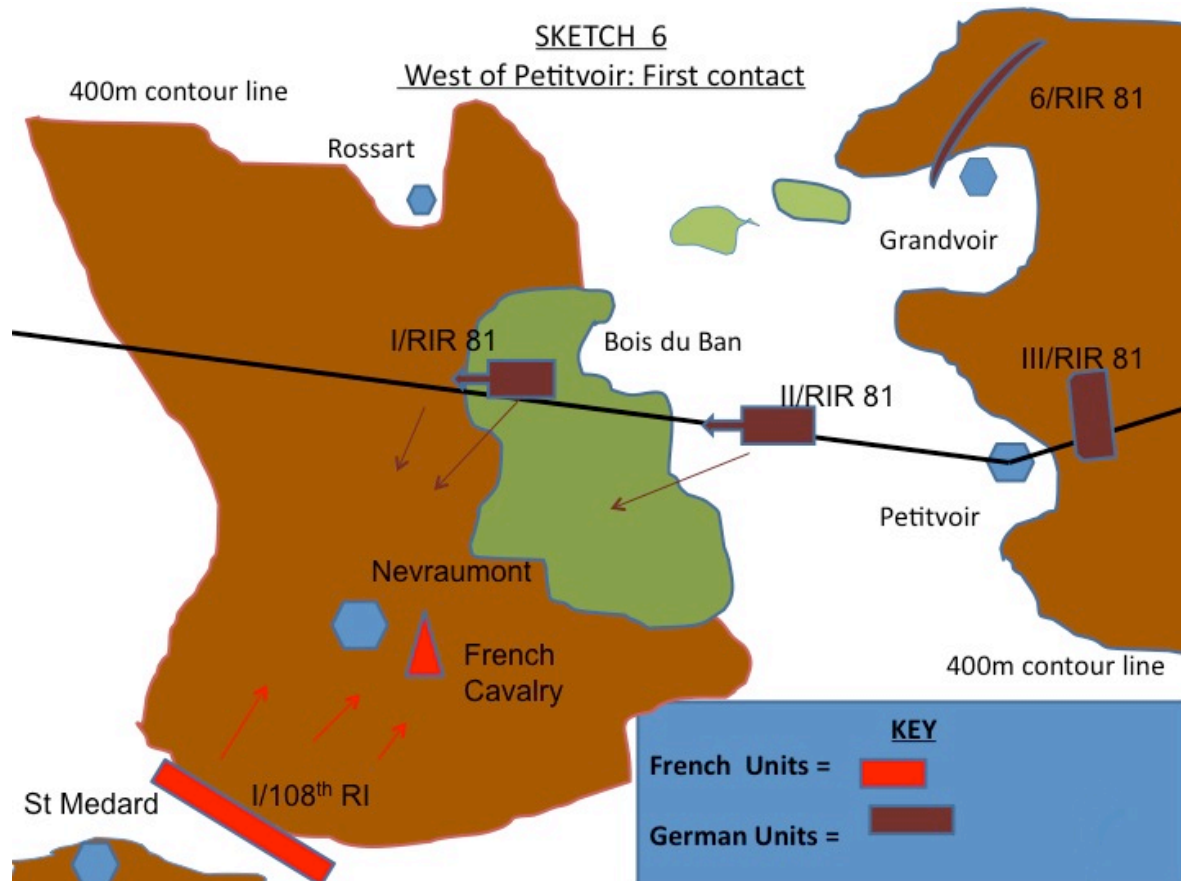 SKETCH 6
West of Petitvoir: First contact
400m contour line
6/RIR 81
Rossart
Grandvoir
I/RIR 81
Bois du Ban
III/RIR 81
II/RIR 81
Petitvoir
Nevraumont
French
Cavalry
400m contour line
KEY
French Units =
I/108th RI
St Medard
German Units =